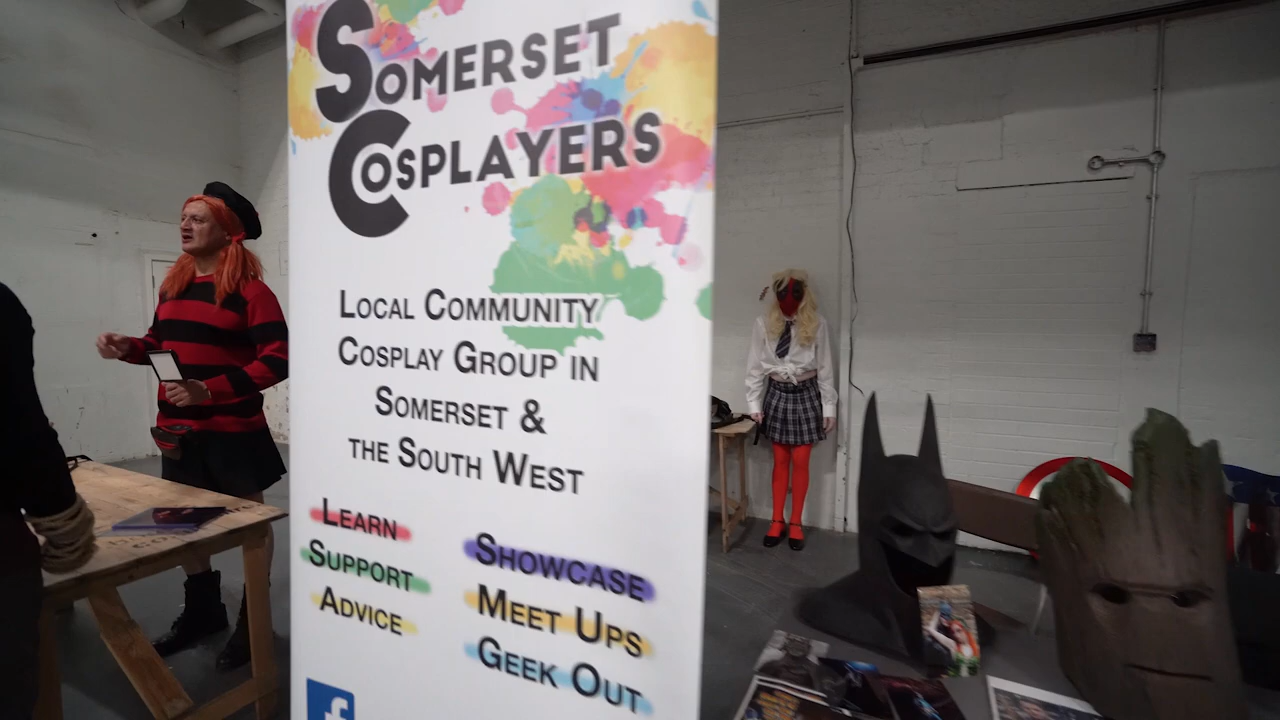 SOMERSET
COSPLAYERS
LOCAL COMMUNITY
COSPLAY GROUP IN
SOMERSET &
THE SOUTH WEST
LEARN
SUPPORT
ADVICE
SHOWCASE
MEET UPS
GEEK OUT
f